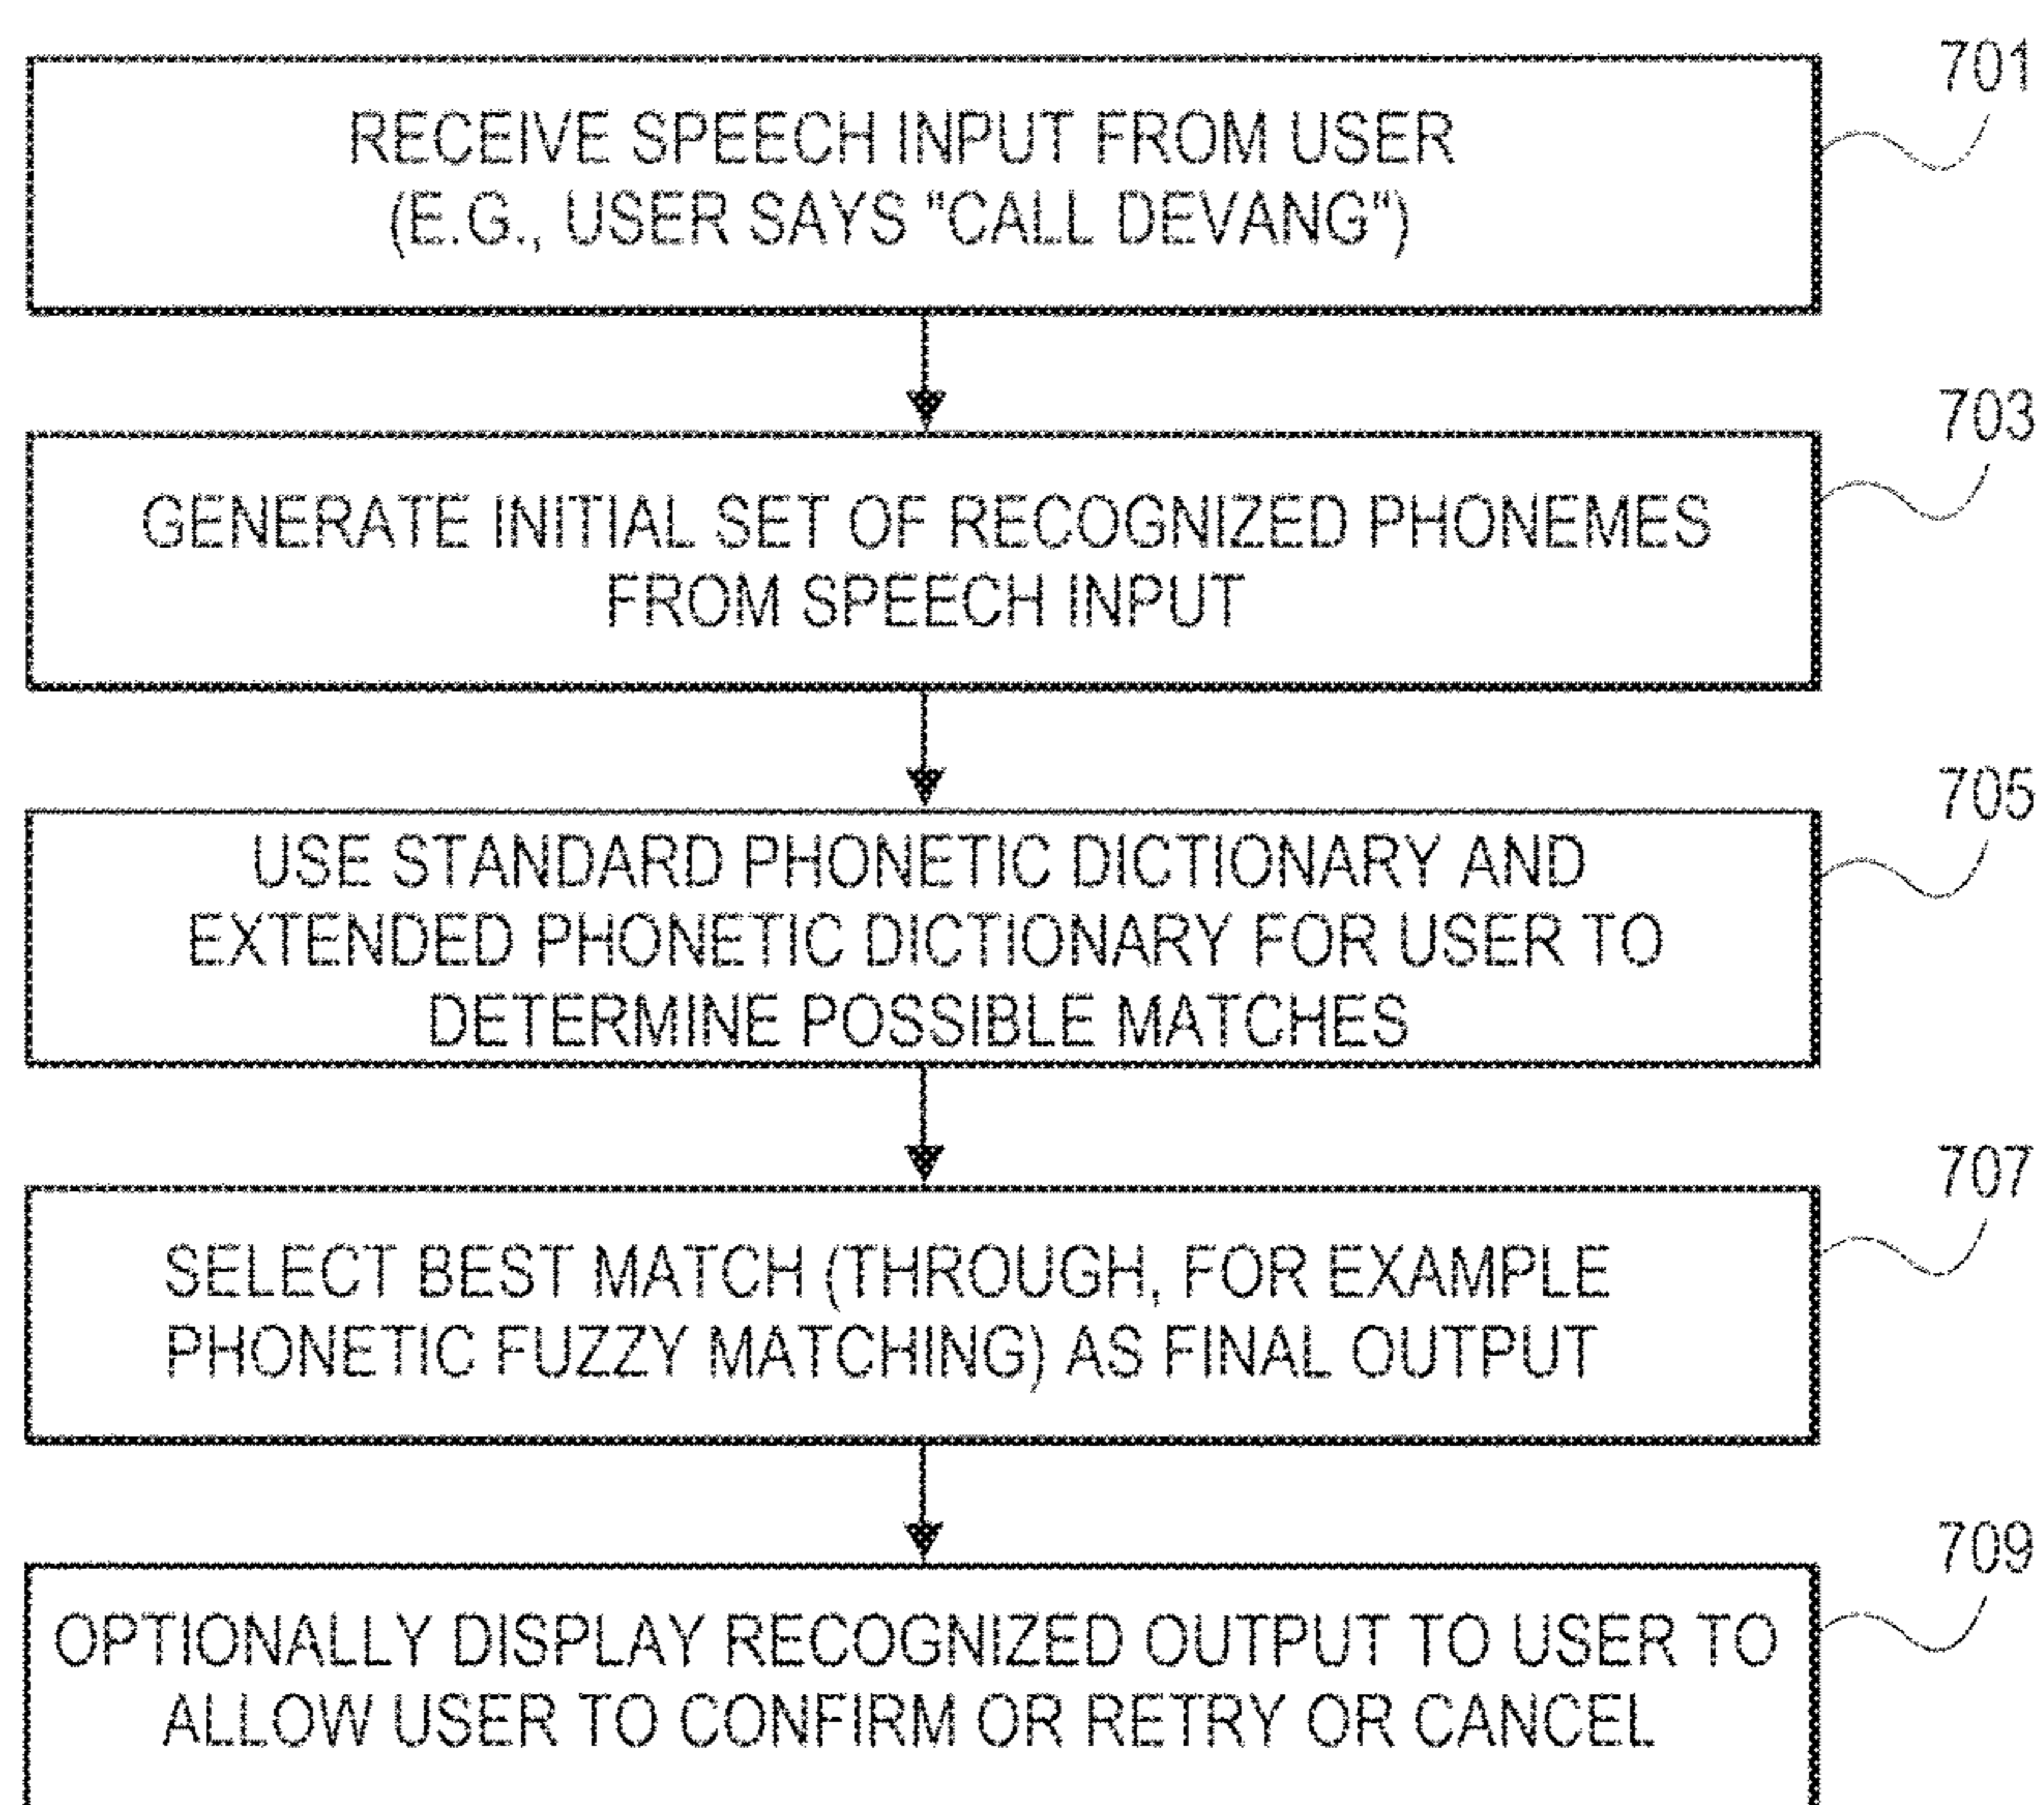 701
RECEIVE SPEECH INPUT FROM USER
(E.G., USER SAYS "CALL DEVANG")
703
GENERATE INITIAL SET OF RECOGNIZED PHONEMES
FROM SPEECH INPUT
705
USE STANDARD PHONETIC DICTIONARY AND
EXTENDED PHONETIC DICTIONARY FOR USER TO
DETERMINE POSSIBLE MATCHES
707
SELECT BEST MATCH (THROUGH, FOR EXAMPLE
PHONETIC FUZZY MATCHING) AS FINAL OUTPUT
709
OPTIONALLY DISPLAY RECOGNIZED OUTPUT TO USER TO
ALLOW USER TO CONFIRM OR RETRY OR CANCEL